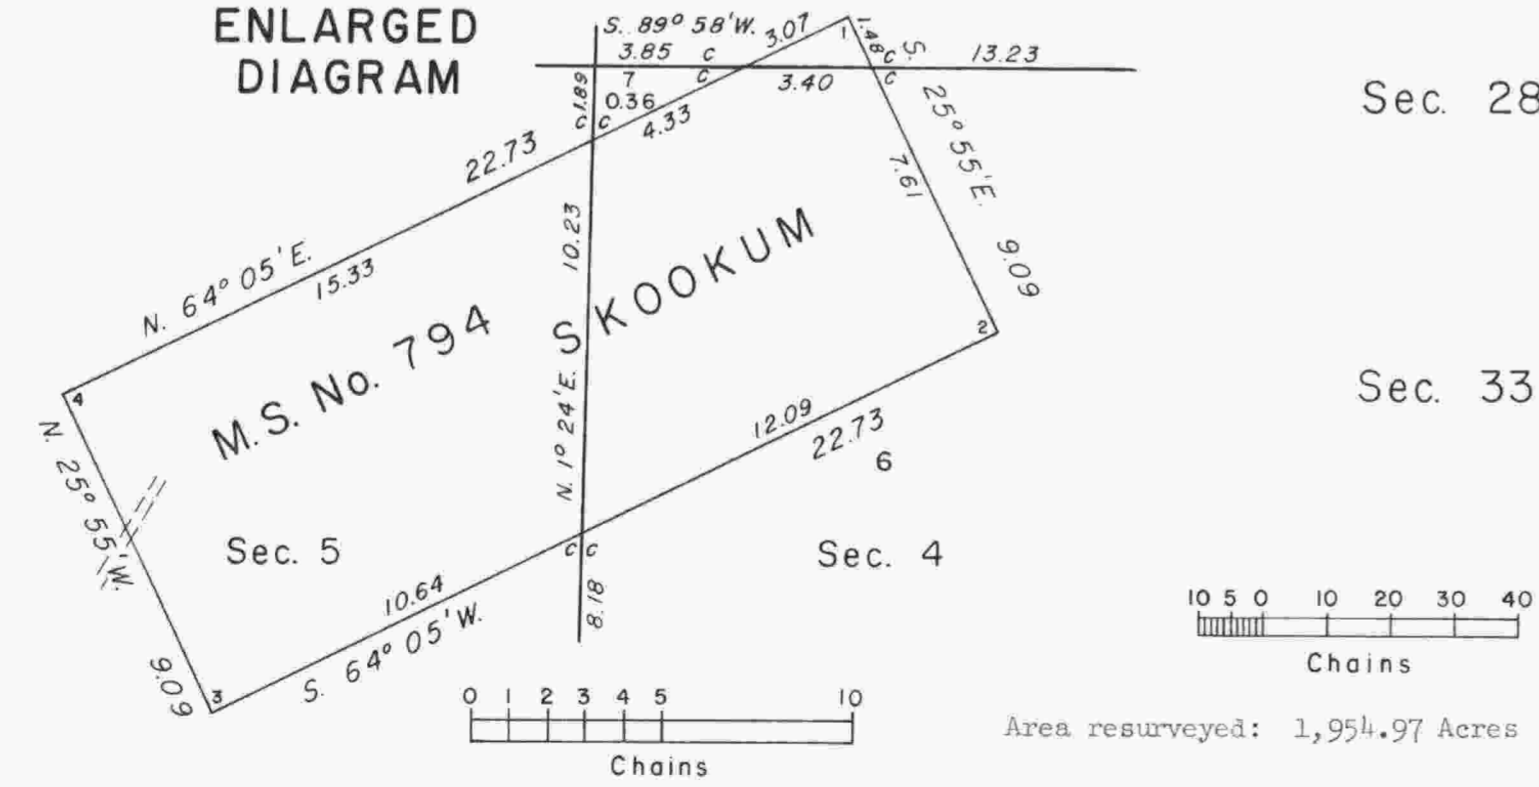 ENLARGED
DIAGRAM
S. 89° 58' W.
3.07
1
3.85
C
1.48
C
S. 25° 55' E.
9.09
13.23
Sec. 28
1.89
7
C
3.40
C
0.36
C C
4.33
22.73
7.61
N. 64° 05' E.
15.33
10.23
M.S. No. 794 SKOOKUM
2
4
N. 1° 24' E.
12.09
22.73
6
Sec. 33
N. 25° 55' W.
9.09
Sec. 5
C C
Sec. 4
10.64
8.18
S. 64° 05' W.
3
0 1 2 3 4 5 10
Chains
10 5 0 10 20 30 40
Chains
Area resurveyed: 1,954.97 Acres